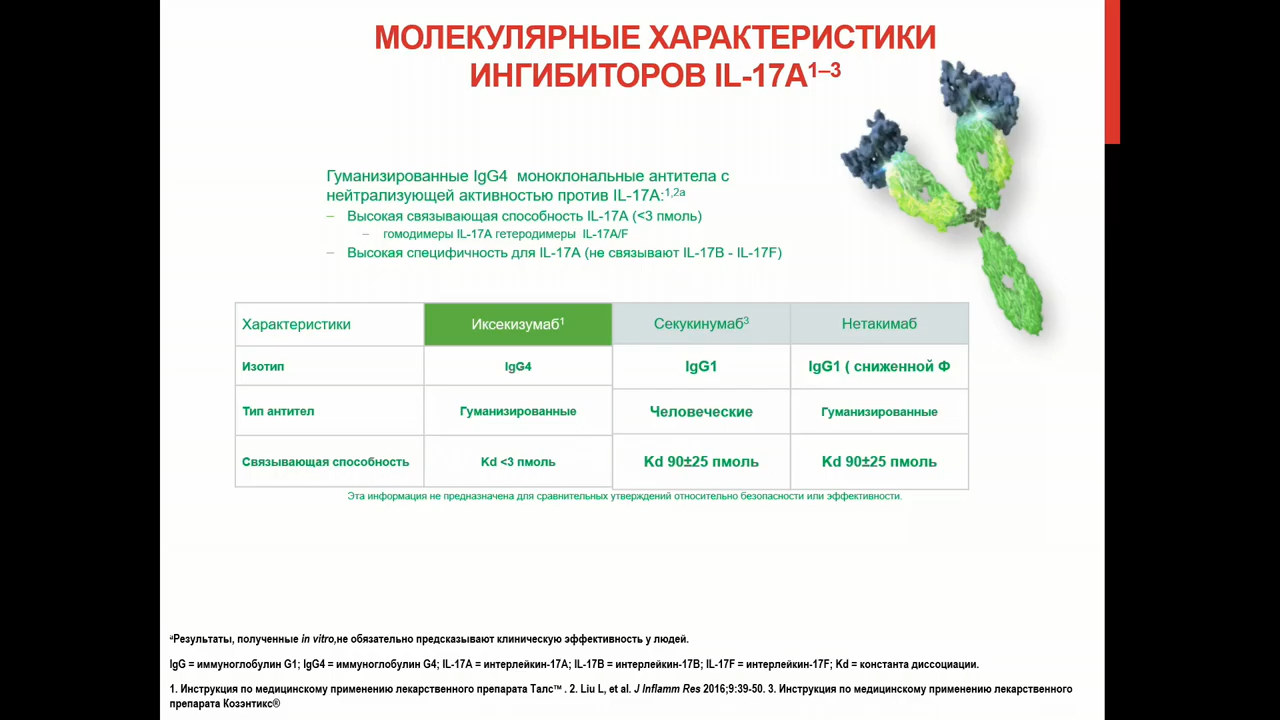 МОЛЕКУЛЯРНЫЕ ХАРАКТЕРИСТИКИ
ИНГИБИТОРОВ IL-17A¹⁻³
Гуманизированные IgG4 моноклональные антитела с
нейтрализующей активностью против IL-17A:¹,²ᵃ
– Высокая связывающая способность IL-17A (<3 пмоль)
– гомодимеры IL-17A гетеродимеры IL-17A/F
– Высокая специфичность для IL-17A (не связывают IL-17B - IL-17F)
Характеристики Иксекизумаб¹ Секукинумаб³ Нетакимаб
Изотип IgG4 IgG1 IgG1 ( сниженной Ф
Тип антител Гуманизированные Человеческие Гуманизированные
Связывающая способность Kd <3 пмоль Kd 90±25 пмоль Kd 90±25 пмоль
Эта информация не предназначена для сравнительных утверждений относительно безопасности или эффективности.
ᵃРезультаты, полученные in vitro,не обязательно предсказывают клиническую эффективность у людей.
IgG = иммуноглобулин G1; IgG4 = иммуноглобулин G4; IL-17A = интерлейкин-17A; IL-17B = интерлейкин-17B; IL-17F = интерлейкин-17F; Kd = константа диссоциации.
1. Инструкция по медицинскому применению лекарственного препарата Талс™ . 2. Liu L, et al. J Inflamm Res 2016;9:39-50. 3. Инструкция по медицинскому применению лекарственного
препарата Козэнтикс®